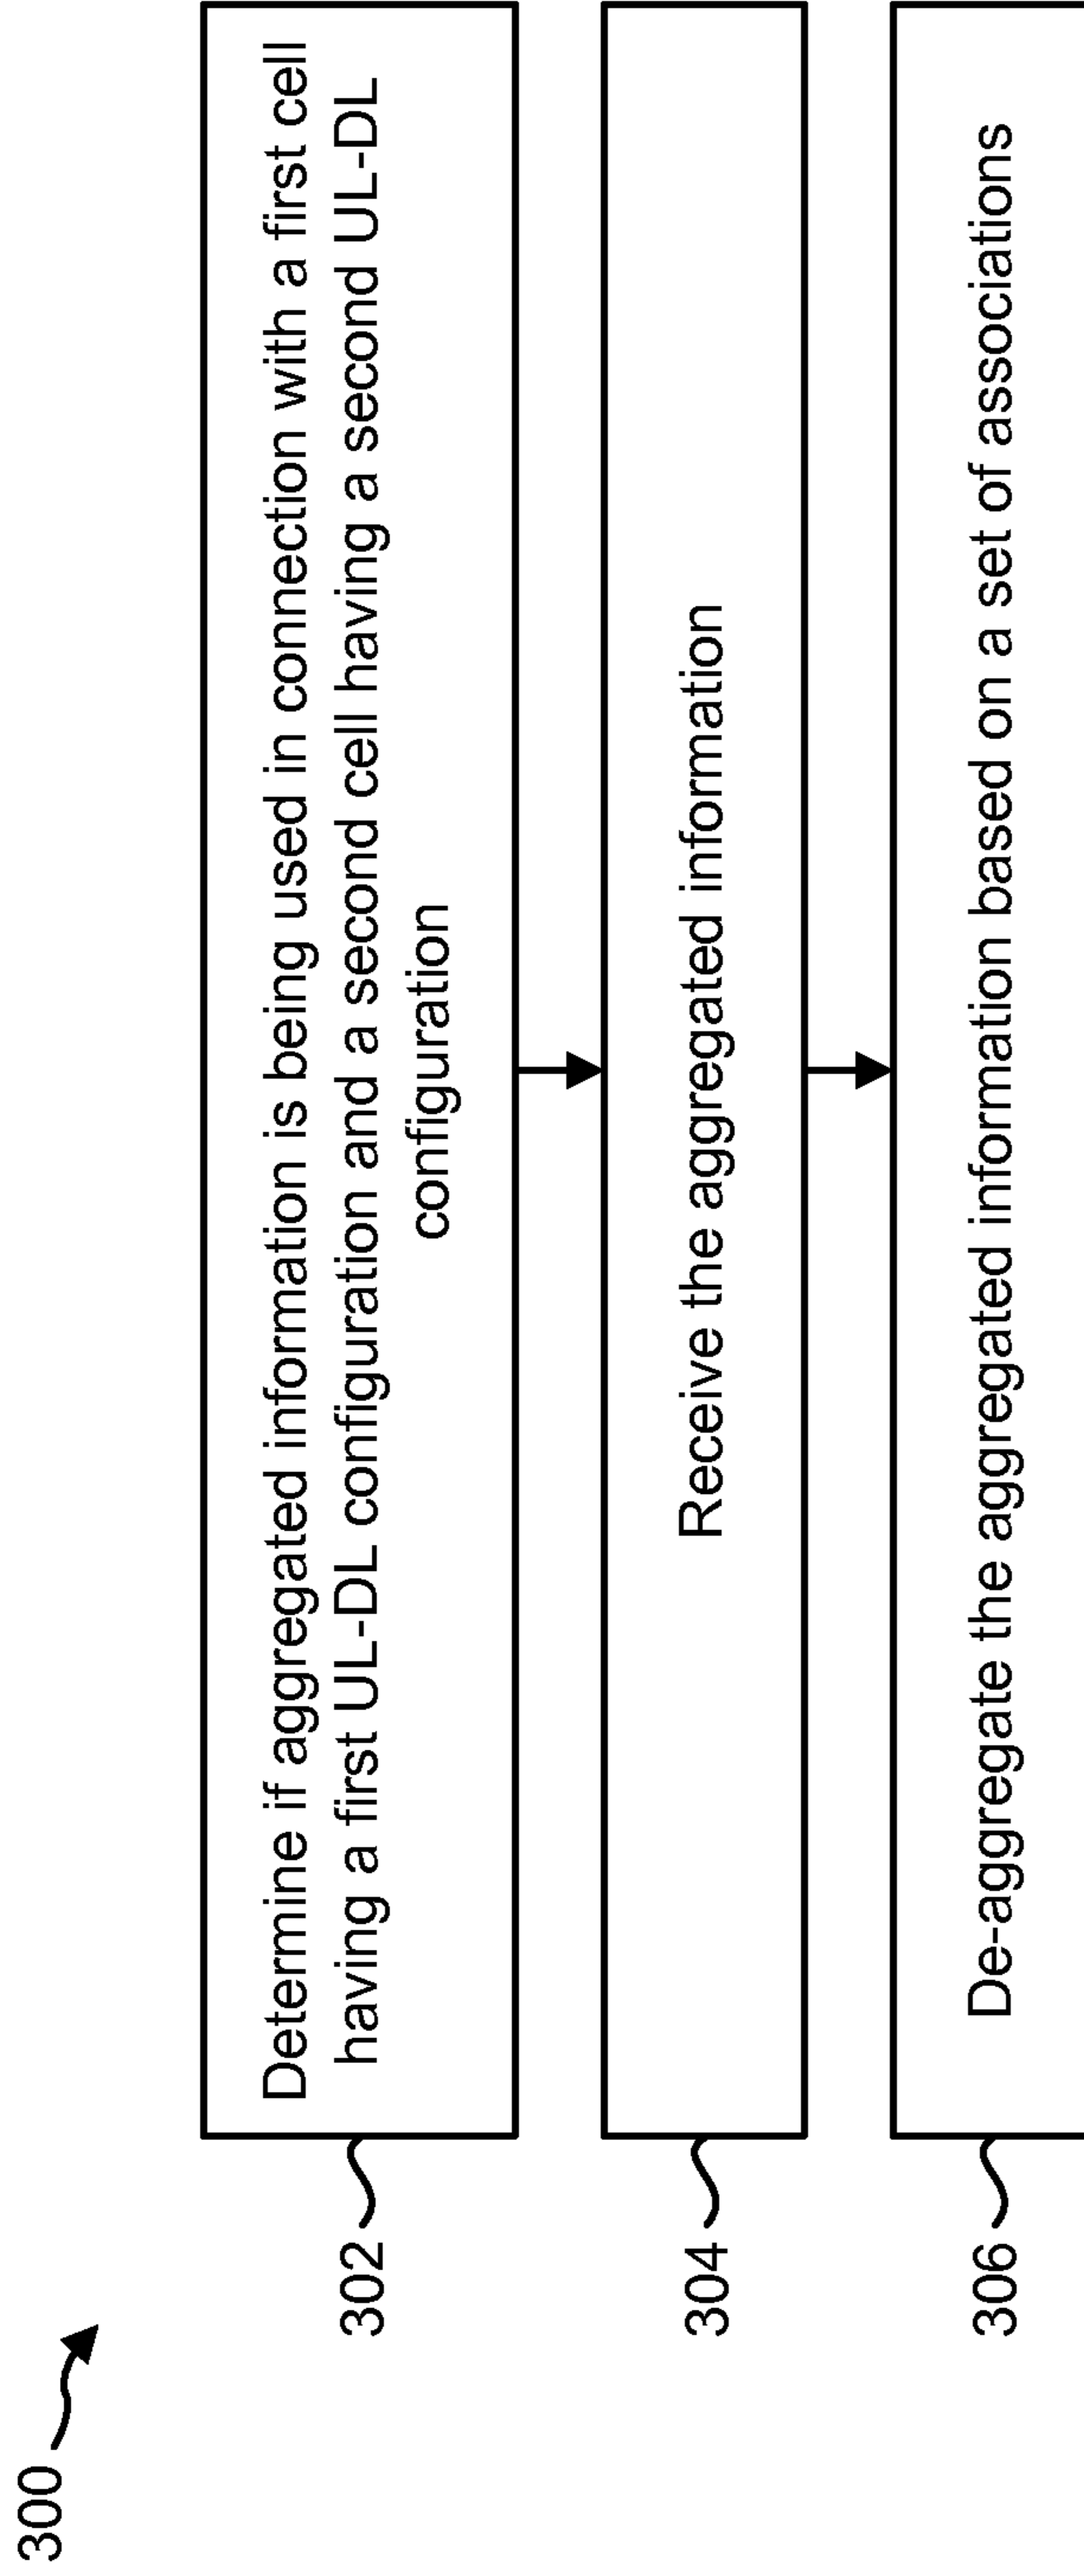 300
302
Determine if aggregated information is being used in connection with a first cell
having a first UL-DL configuration and a second cell having a second UL-DL
configuration
304
Receive the aggregated information
306
De-aggregate the aggregated information based on a set of associations